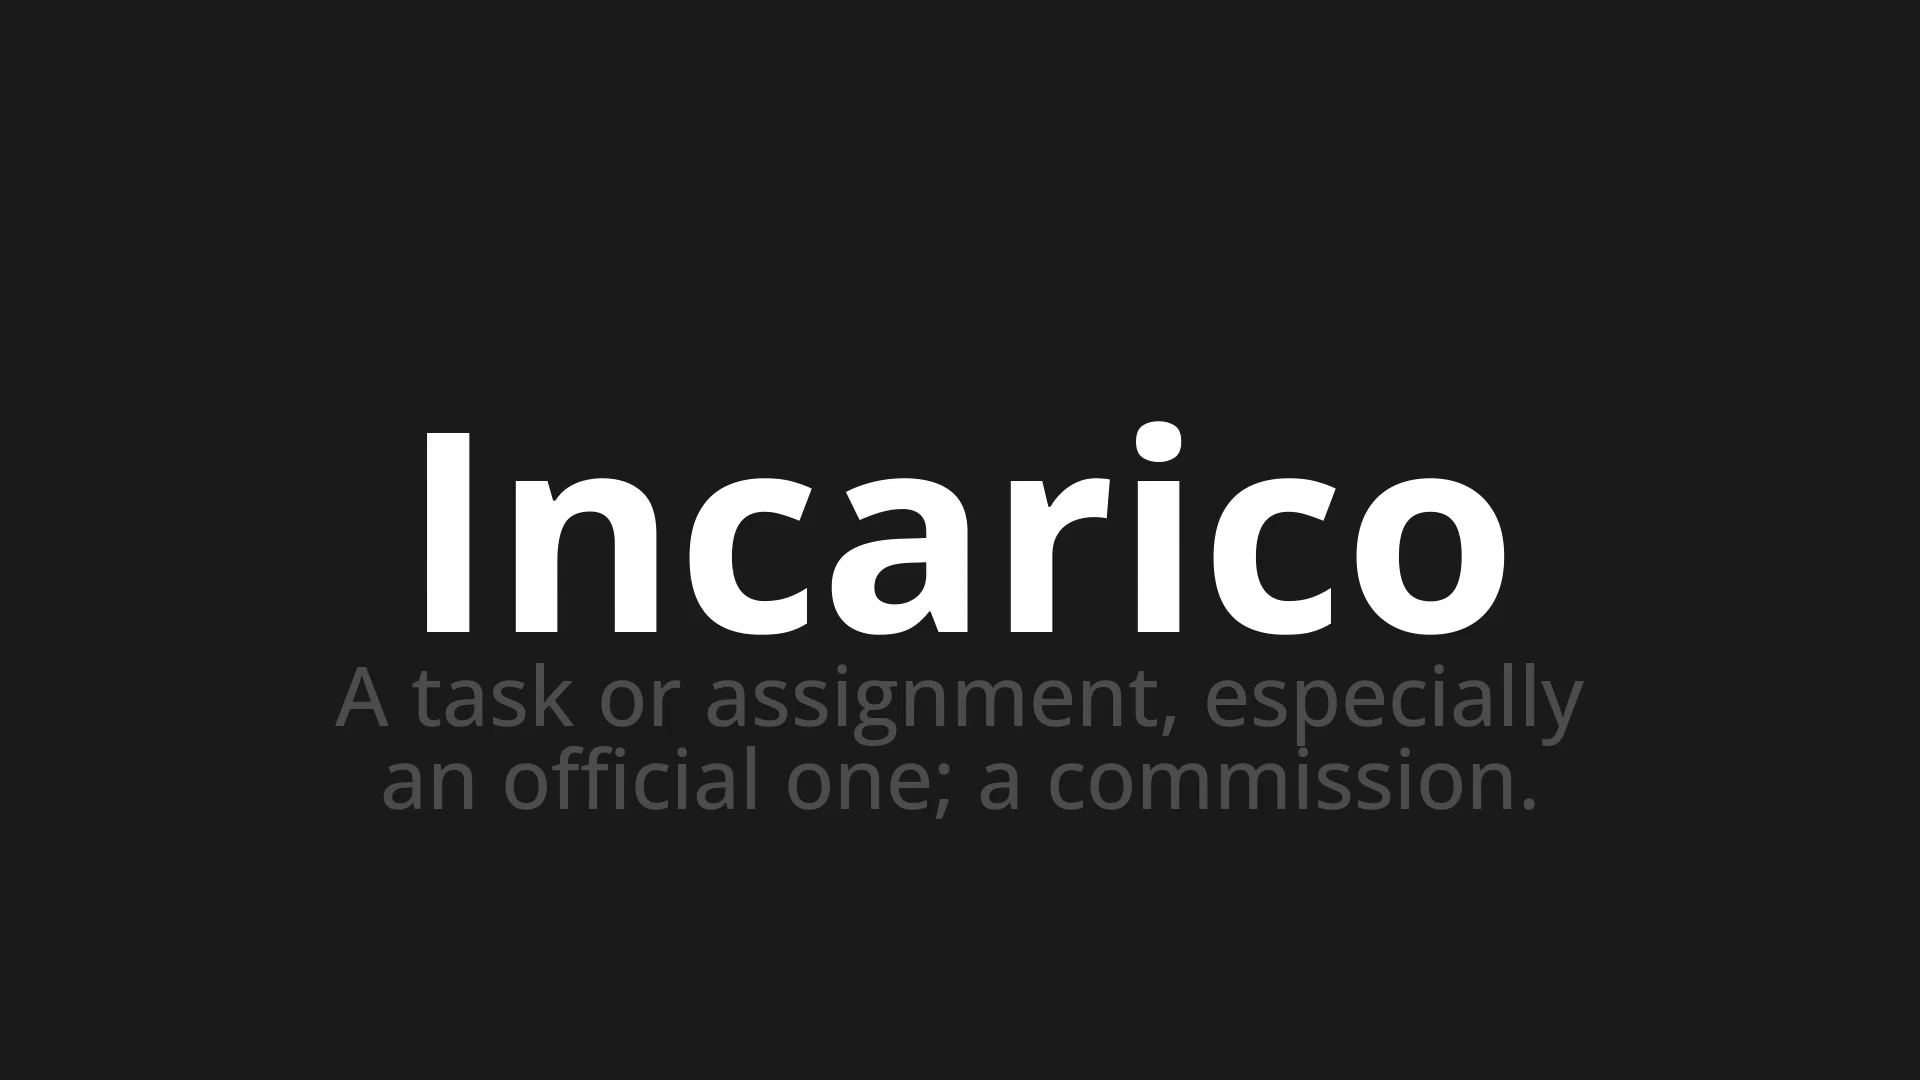 Incarico
A task or assignment, especially
an official one; a commission.